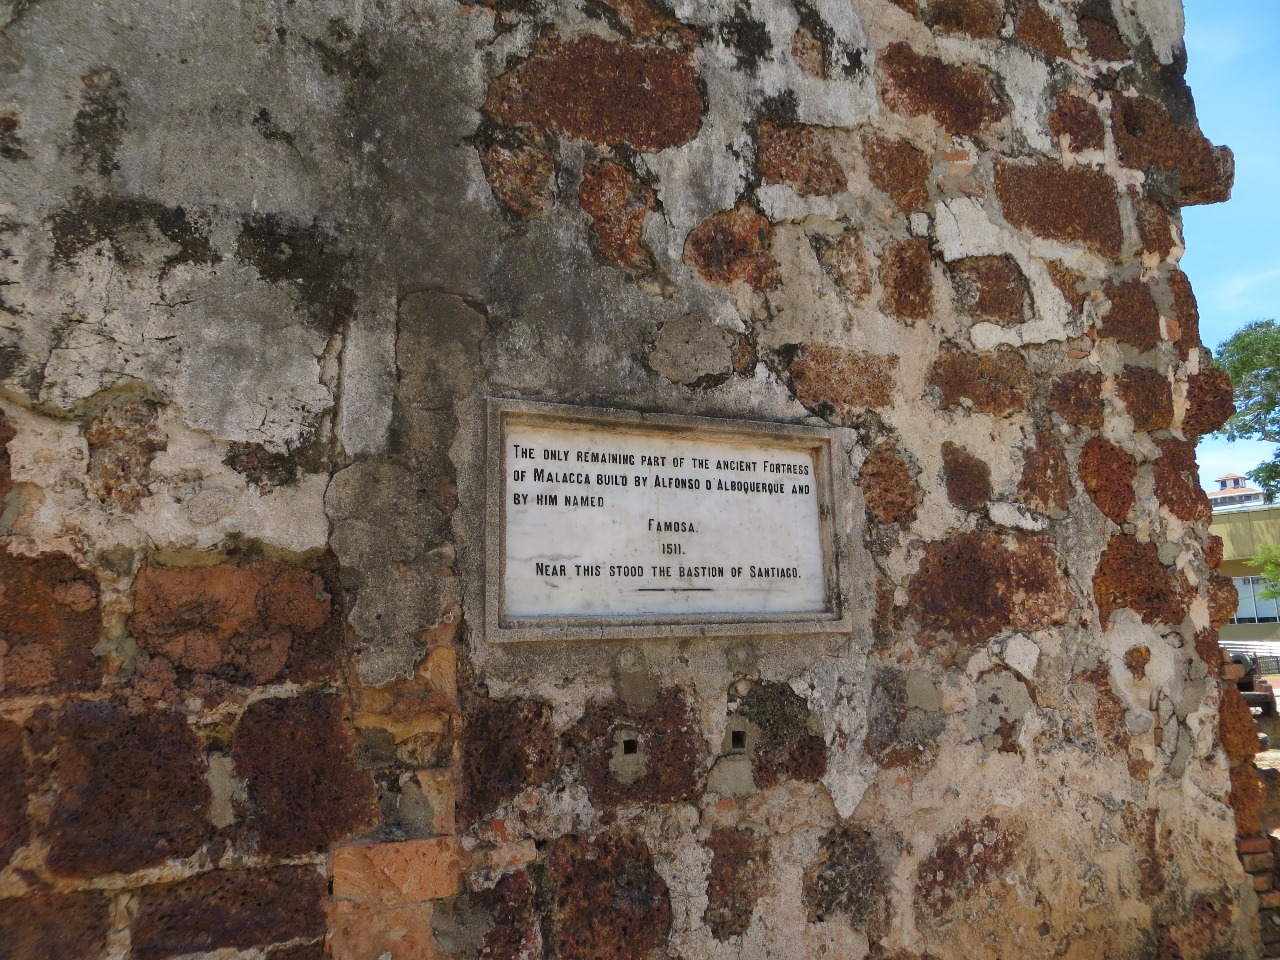 The only remaining part of the ancient Fortress
of Malacca build by Alfonso d'Alboquerque and
by him named
Famosa.
1511.
Near this stood the bastion of Santiago.